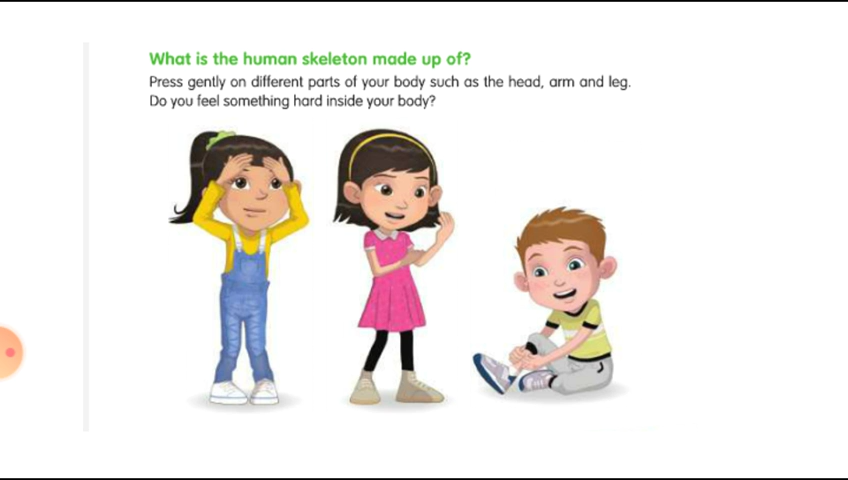 What is the human skeleton made up of?
Press gently on different parts of your body such as the head, arm and leg.
Do you feel something hard inside your body?